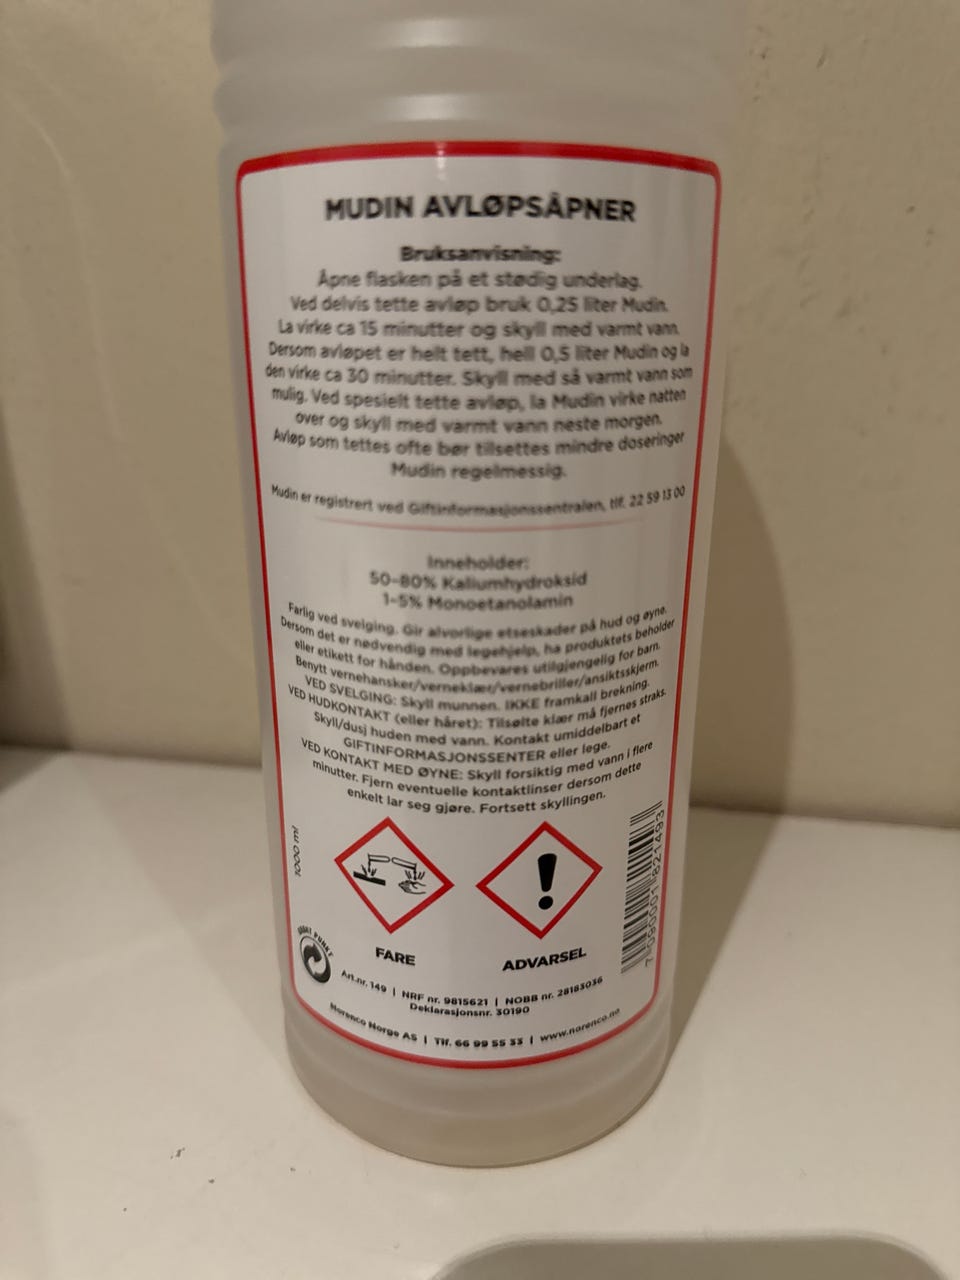 MUDIN AVLØPSÅPNER
Bruksanvisning:
Åpne flasken på et stødig underlag.
Ved delvis tette avløp bruk 0,25 liter Mudin.
La virke ca 15 minutter og skyll med varmt vann.
Dersom avløpet er helt tett, hell 0,5 liter Mudin og la
den virke ca 30 minutter. Skyll med så varmt vann som
mulig. Ved spesielt tette avløp, la Mudin virke natten
over og skyll med varmt vann neste morgen.
Avløp som tettes ofte bør tilsettes mindre doseringer
Mudin regelmessig.
Mudin er registrert ved Giftinformasjonssentralen, tlf. 22 59 13 00
Inneholder:
50-80% Kaliumhydroksid
1-5% Monoetanolamin
Farlig ved svelging. Gir alvorlige etseskader på hud og øyne.
Dersom det er nødvendig med legehjelp, ha produktets beholder
eller etikett for hånden. Oppbevares utilgjengelig for barn.
Benytt vernehansker/verneklær/vernebriller/ansiktsskjerm.
VED SVELGING: Skyll munnen. IKKE framkall brekning.
VED HUDKONTAKT (eller håret): Tilsølte klær må fjernes straks.
Skyll/dusj huden med vann. Kontakt umiddelbart et
GIFTINFORMASJONSSENTER eller lege.
VED KONTAKT MED ØYNE: Skyll forsiktig med vann i flere
minutter. Fjern eventuelle kontaktlinser dersom dette
enkelt lar seg gjøre. Fortsett skyllingen.
1000 ml
FARE
ADVARSEL
7 090001 821493
GRØNT PUNKT
Art.nr. 149 | NRF nr. 9815621 | NOBB nr. 28183036
Deklarasjonsnr. 30190
Norenco Norge AS | Tlf. 66 99 55 33 | www.norenco.no